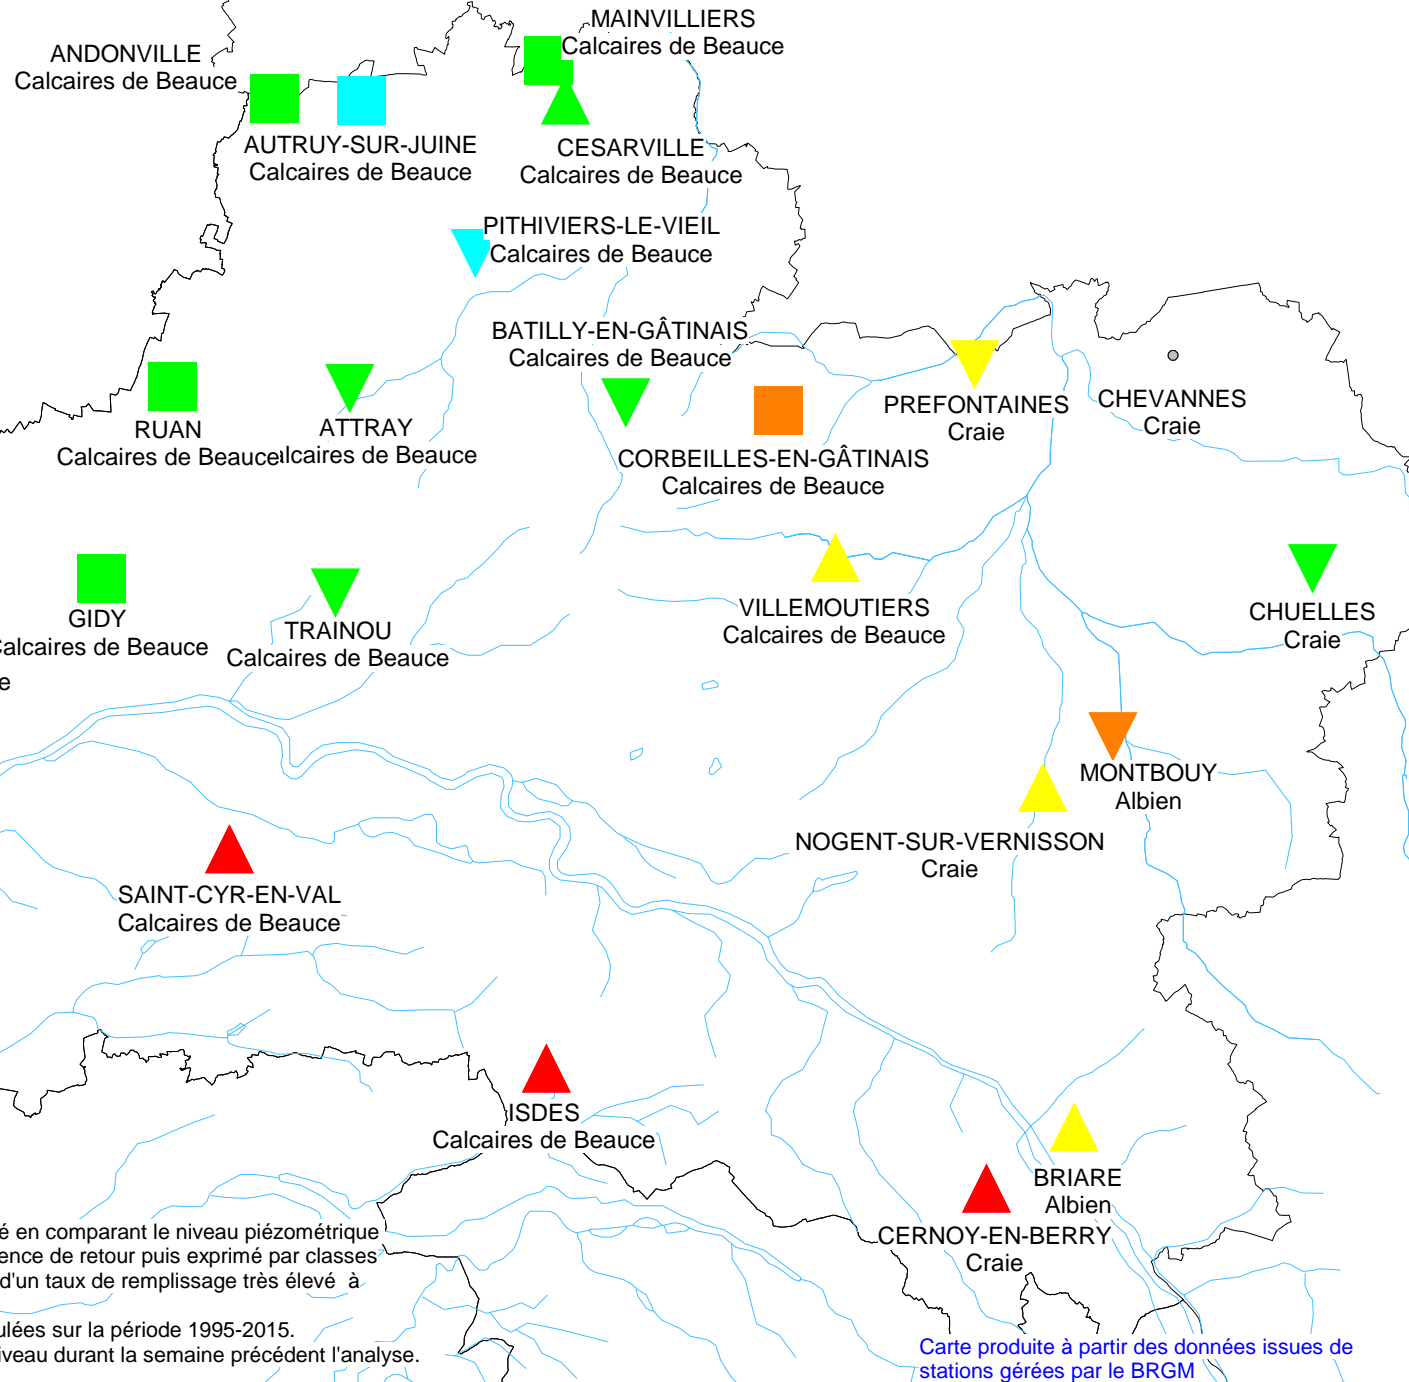 MAINVILLIERS
Calcaires de Beauce
ANDONVILLE
Calcaires de Beauce
AUTRUY-SUR-JUINE
Calcaires de Beauce
CESARVILLE
Calcaires de Beauce
PITHIVIERS-LE-VIEIL
Calcaires de Beauce
BATILLY-EN-GÂTINAIS
Calcaires de Beauce
PREFONTAINES
Craie
CHEVANNES
Craie
RUAN
Calcaires de Beauce
ATTRAY
lcaires de Beauce
CORBEILLES-EN-GÂTINAIS
Calcaires de Beauce
GIDY
Calcaires de Beauce
e
TRAINOU
Calcaires de Beauce
VILLEMOUTIERS
Calcaires de Beauce
CHUELLES
Craie
MONTBOUY
Albien
NOGENT-SUR-VERNISSON
Craie
SAINT-CYR-EN-VAL
Calcaires de Beauce
ISDES
Calcaires de Beauce
BRIARE
Albien
CERNOY-EN-BERRY
Craie
é en comparant le niveau piézométrique
ence de retour puis exprimé par classes
d'un taux de remplissage très élevé à
ulées sur la période 1995-2015.
iveau durant la semaine précédent l'analyse.
Carte produite à partir des données issues de
stations gérées par le BRGM